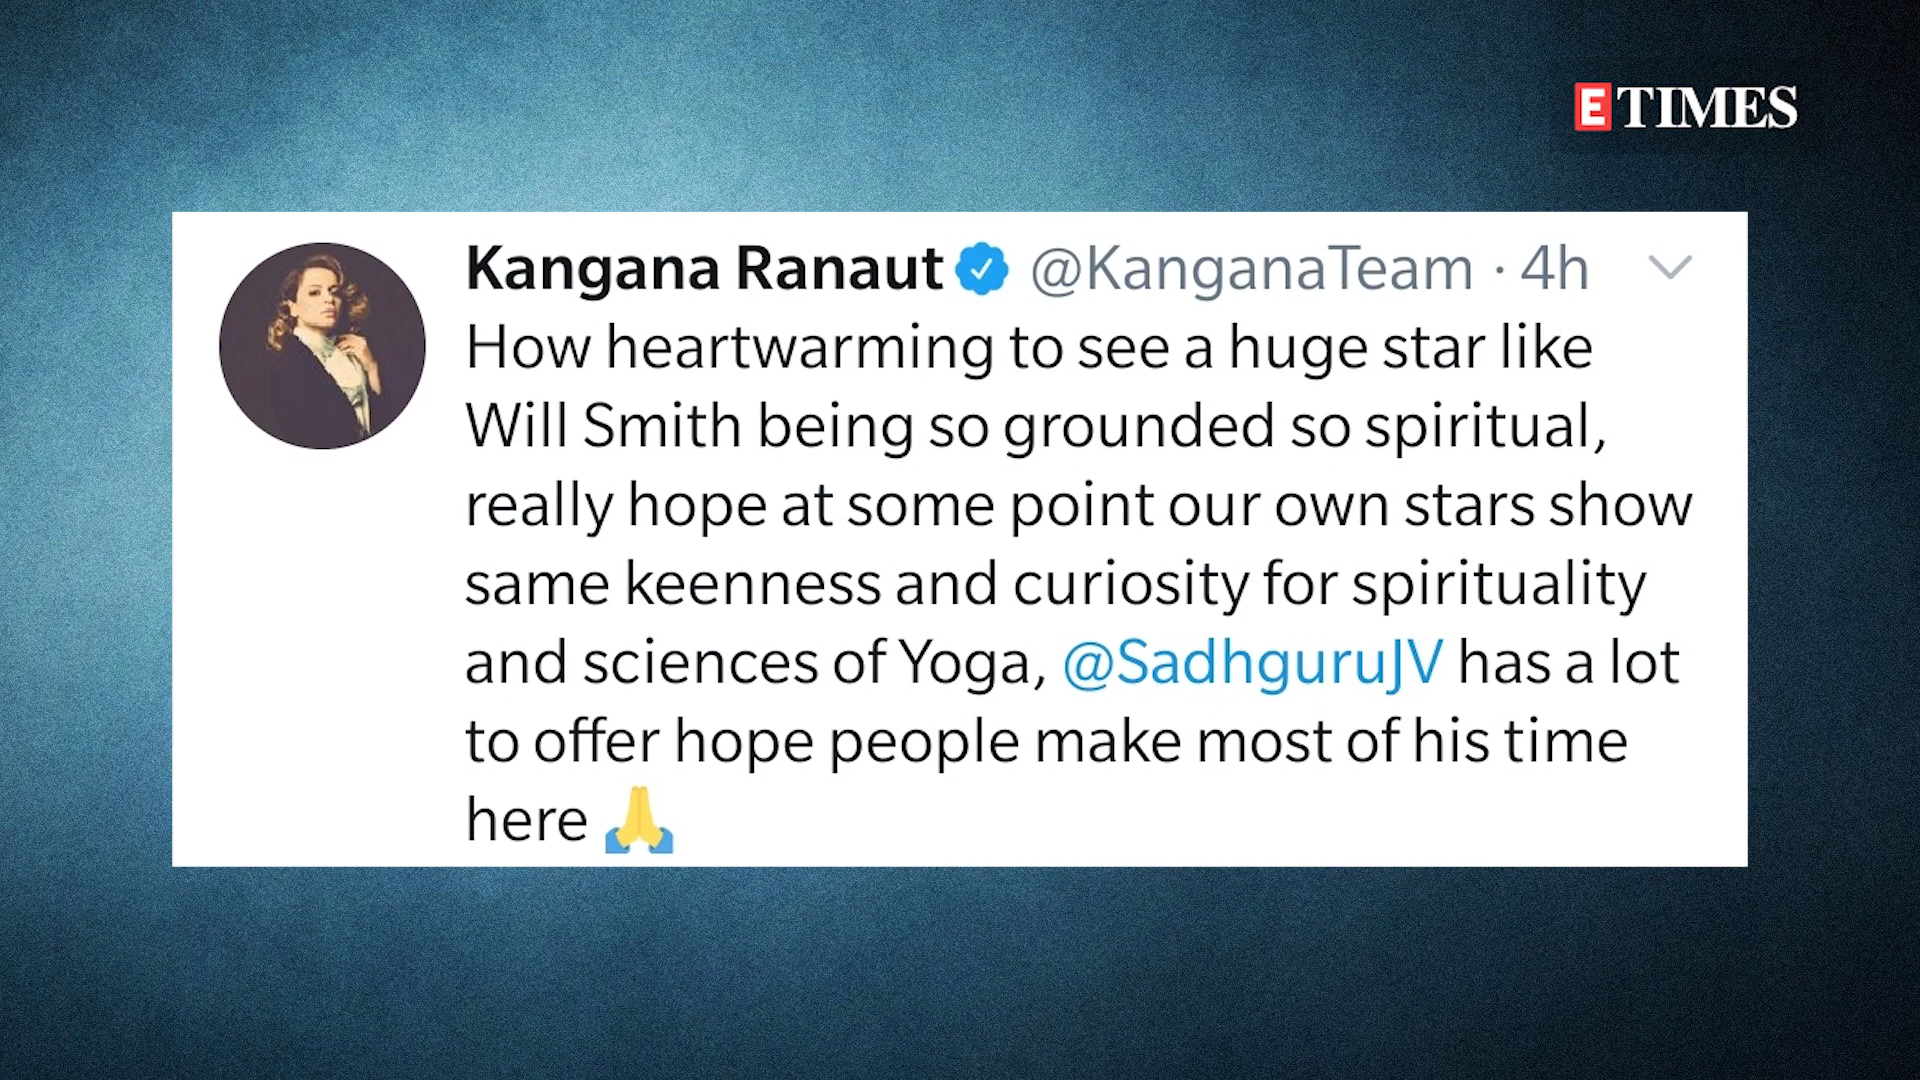 E TIMES
Kangana Ranaut @KanganaTeam · 4h
How heartwarming to see a huge star like
Will Smith being so grounded so spiritual,
really hope at some point our own stars show
same keenness and curiosity for spirituality
and sciences of Yoga, @SadhguruJV has a lot
to offer hope people make most of his time
here 🙏